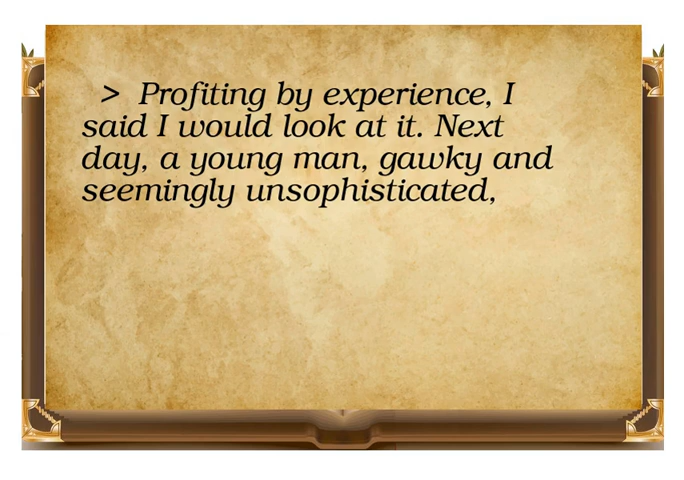 > Profiting by experience, I
said I would look at it. Next
day, a young man, gawky and
seemingly unsophisticated,